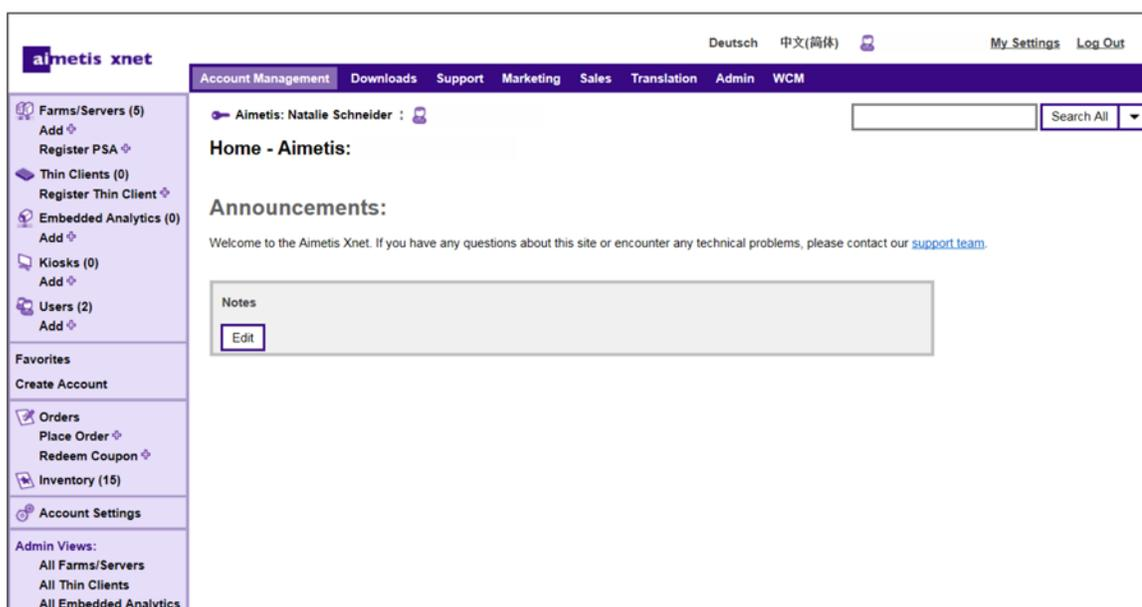 Deutsch 中文(简体) My Settings Log Out
aimetis xnet
Account Management Downloads Support Marketing Sales Translation Admin WCM
Farms/Servers (5)
Add
Register PSA
Thin Clients (0)
Register Thin Client
Embedded Analytics (0)
Add
Kiosks (0)
Add
Users (2)
Add
Favorites
Create Account
Orders
Place Order
Redeem Coupon
Inventory (15)
Account Settings
Admin Views:
All Farms/Servers
All Thin Clients
All Embedded Analytics
Aimetis: Natalie Schneider :
Search All
Home - Aimetis:
Announcements:
Welcome to the Aimetis Xnet. If you have any questions about this site or encounter any technical problems, please contact our support team.
Notes
Edit